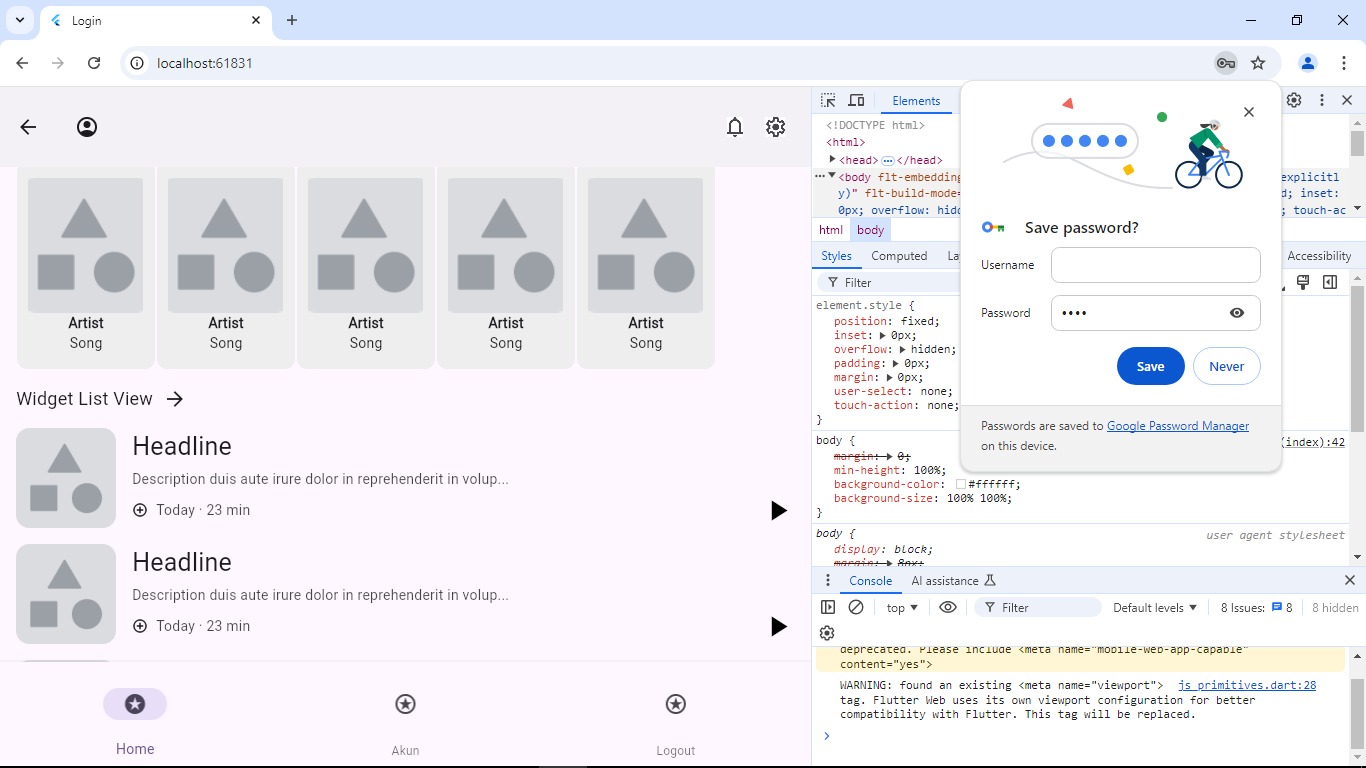 Login
localhost:61831
Artist
Song
Artist
Song
Artist
Song
Artist
Song
Artist
Song
Widget List View
Headline
Description duis aute irure dolor in reprehenderit in volup...
Today · 23 min
Headline
Description duis aute irure dolor in reprehenderit in volup...
Today · 23 min
Home
Akun
Logout
Elements
<!DOCTYPE html>
<html>
<head> </head>
<body flt-embedding explicitl
y)" flt-build-mode= d; inset:
0px; overflow: hidd ; touch-ac
html body
Styles Computed La Accessibility
Filter
element.style {
position: fixed;
inset: 0px;
overflow: hidden;
padding: 0px;
margin: 0px;
user-select: none;
touch-action: none;
}
body { (index):42
margin: 0;
min-height: 100%;
background-color: #ffffff;
background-size: 100% 100%;
}
body { user agent stylesheet
display: block;
margin: 8px;
Save password?
Username
Password ••••
Save Never
Passwords are saved to Google Password Manager
on this device.
Console AI assistance
top Filter Default levels 8 Issues: 8 8 hidden
deprecated. Please include <meta name="mobile-web-app-capable"
content="yes">
WARNING: found an existing <meta name="viewport"> js_primitives.dart:28
tag. Flutter Web uses its own viewport configuration for better
compatibility with Flutter. This tag will be replaced.